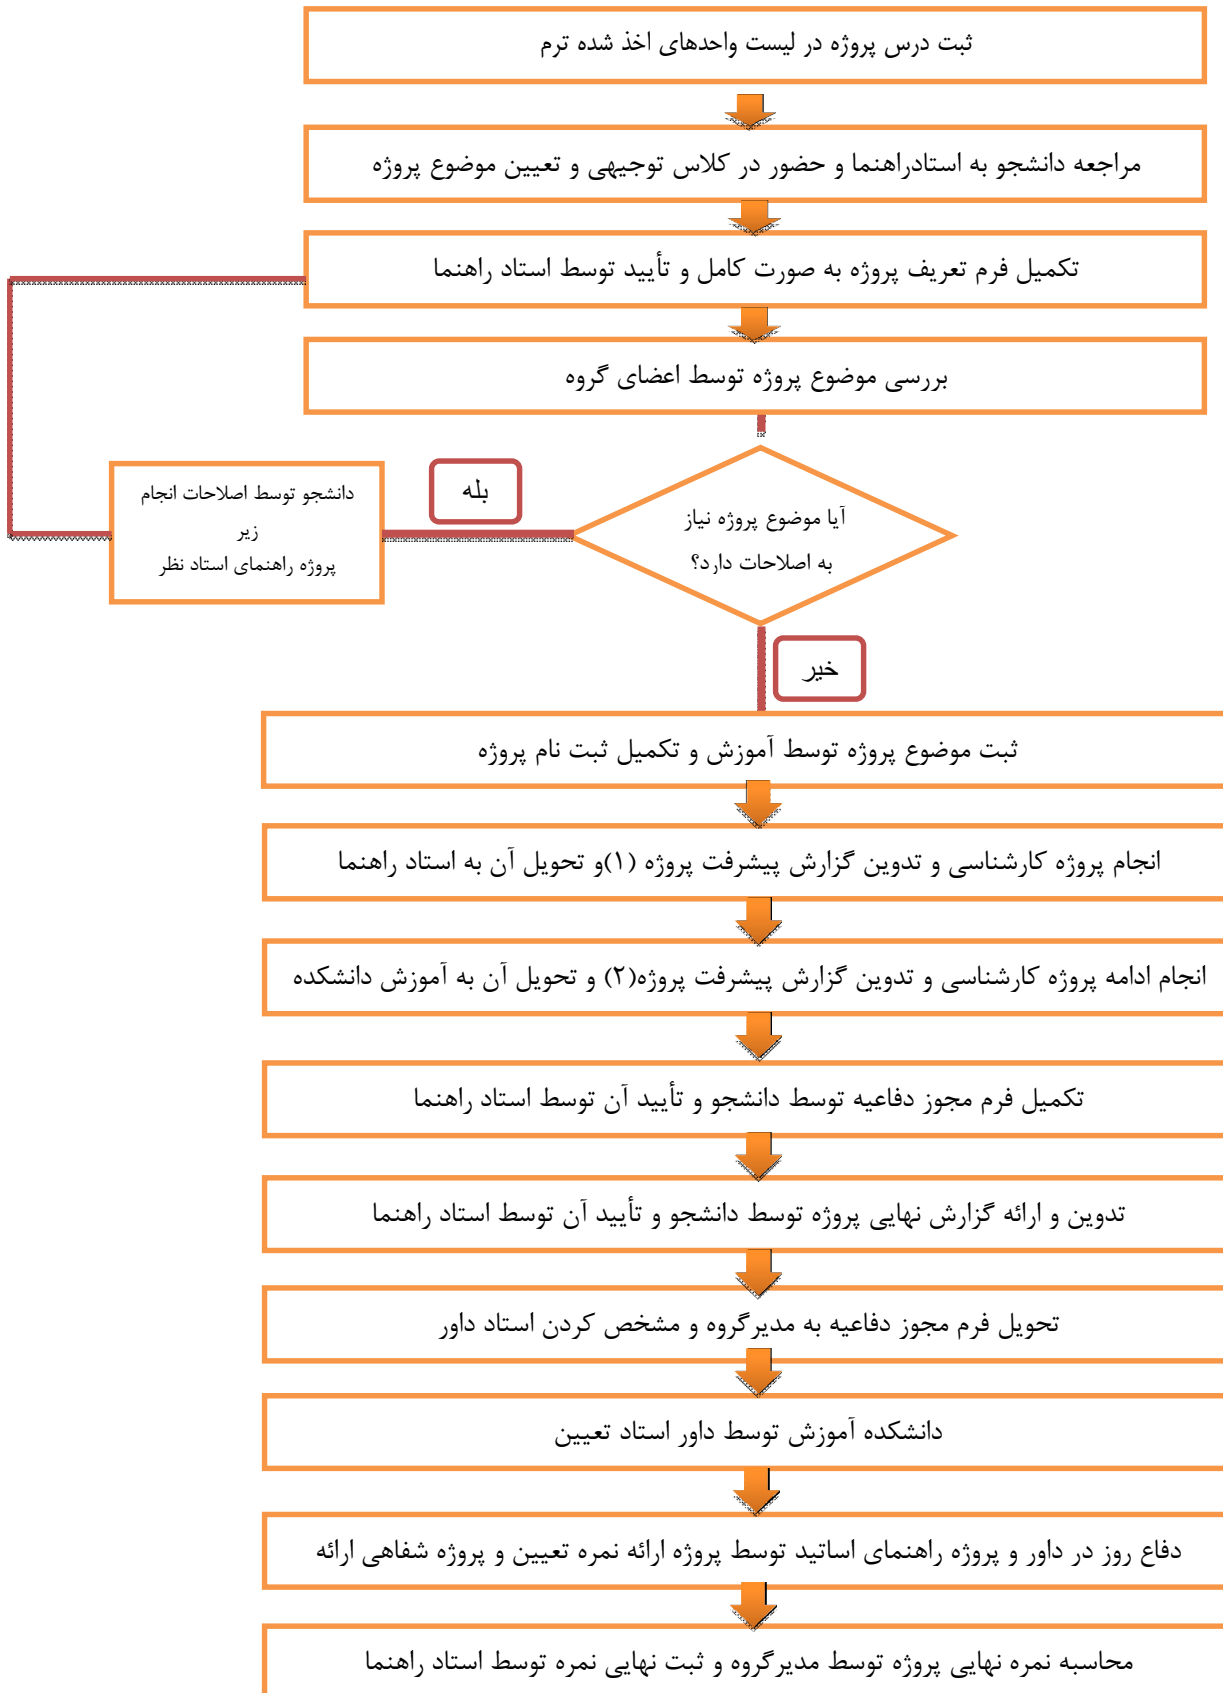 ثبت درس پروژه در لیست واحدهای اخذ شده ترم
مراجعه دانشجو به استادراهنما و حضور در کلاس توجیهی و تعیین موضوع پروژه
تکمیل فرم تعریف پروژه به صورت کامل و تأیید توسط استاد راهنما
بررسی موضوع پروژه توسط اعضای گروه
آیا موضوع پروژه نیاز
به اصلاحات دارد؟
بله
دانشجو توسط اصلاحات انجام
زیر
پروژه راهنمای استاد نظر
خیر
ثبت موضوع پروژه توسط آموزش و تکمیل ثبت نام پروژه
انجام پروژه کارشناسی و تدوین گزارش پیشرفت پروژه (۱)و تحویل آن به استاد راهنما
انجام ادامه پروژه کارشناسی و تدوین گزارش پیشرفت پروژه(۲) و تحویل آن به آموزش دانشکده
تکمیل فرم مجوز دفاعیه توسط دانشجو و تأیید آن توسط استاد راهنما
تدوین و ارائه گزارش نهایی پروژه توسط دانشجو و تأیید آن توسط استاد راهنما
تحویل فرم مجوز دفاعیه به مدیرگروه و مشخص کردن استاد داور
دانشکده آموزش توسط داور استاد تعیین
دفاع روز در داور و پروژه راهنمای اساتید توسط پروژه ارائه نمره تعیین و پروژه شفاهی ارائه
محاسبه نمره نهایی پروژه توسط مدیرگروه و ثبت نهایی نمره توسط استاد راهنما